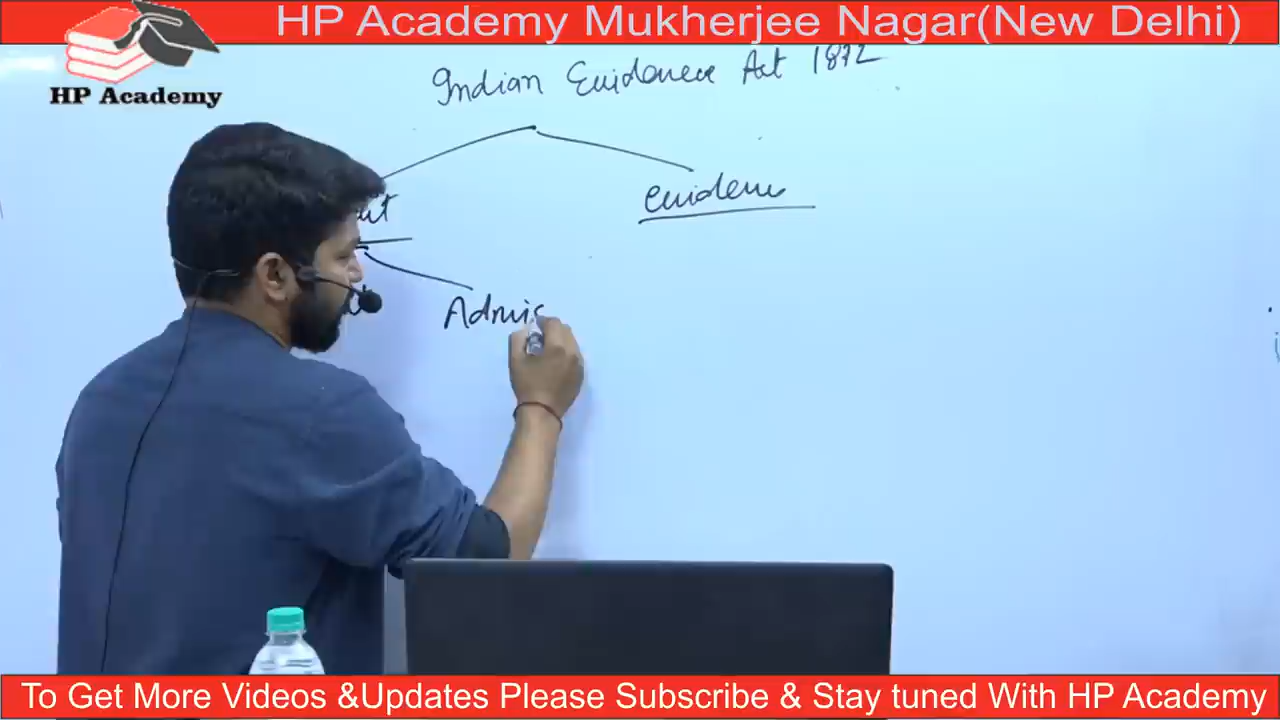 HP Academy Mukherjee Nagar(New Delhi)
HP Academy
Indian Evidence Act 1872
evidence
Admis
To Get More Videos &Updates Please Subscribe & Stay tuned With HP Academy